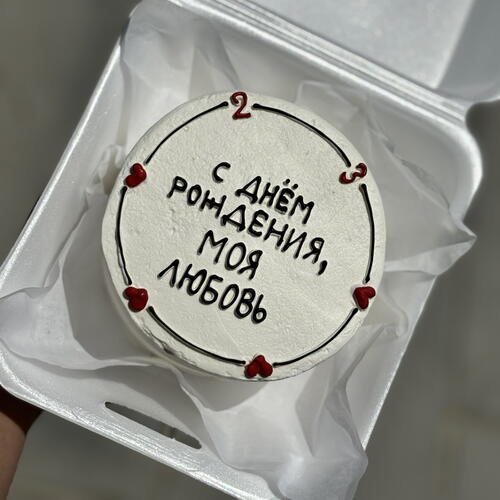 2
3
С ДНЁМ
РОЖДЕНИЯ,
МОЯ
ЛЮБОВЬ